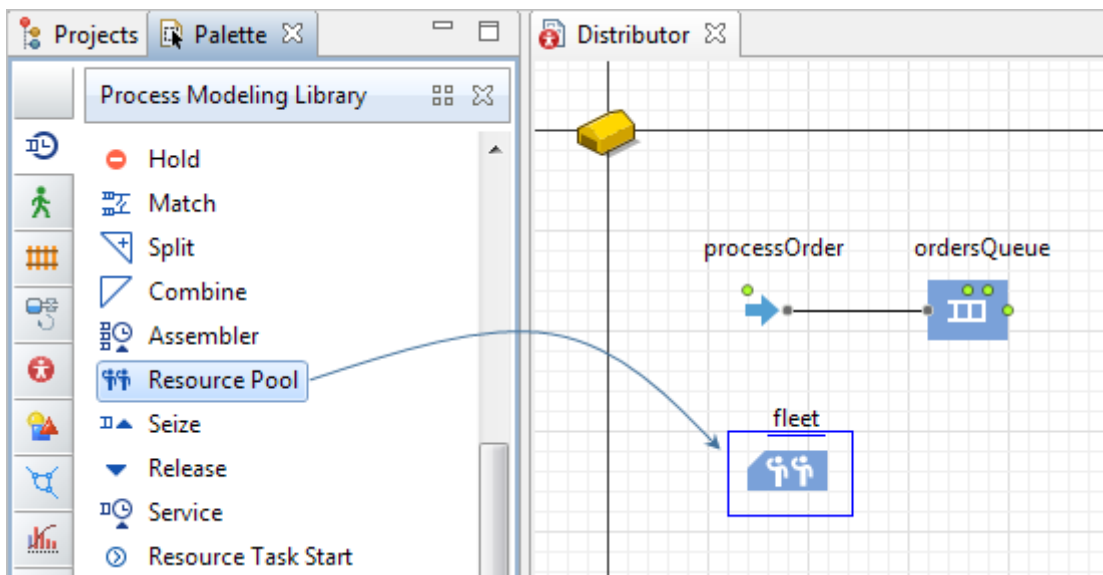 Projects
Palette
Distributor
Process Modeling Library
Hold
Match
Split
Combine
Assembler
Resource Pool
Seize
Release
Service
Resource Task Start
processOrder
ordersQueue
fleet